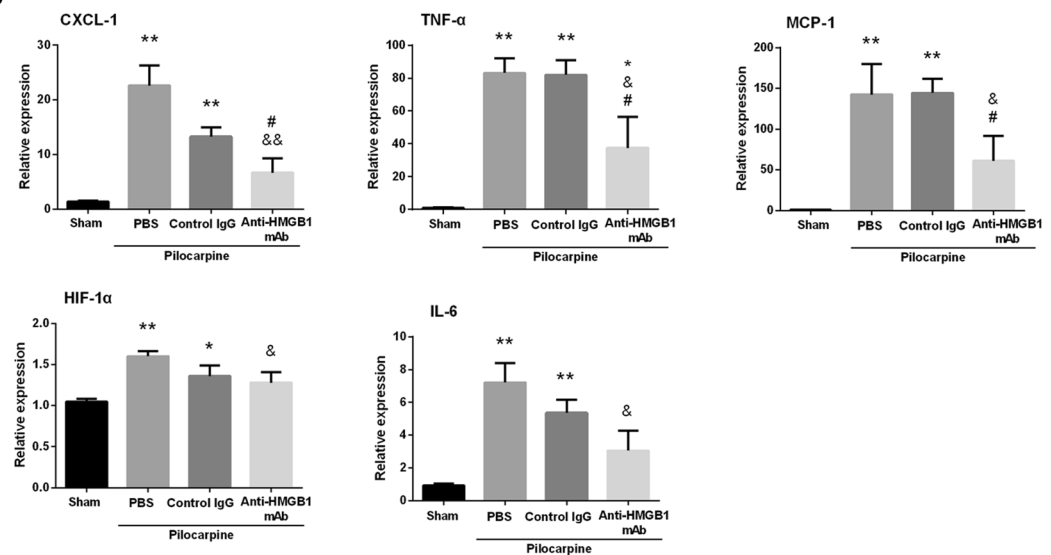 CXCL-1
Relative expression
30
20
10
0
**
**
#
&&
Sham
PBS
Control IgG
Anti-HMGB1
mAb
Pilocarpine
TNF-α
Relative expression
100
80
60
40
20
0
**
**
*
&
#
Sham
PBS
Control IgG
Anti-HMGB1
mAb
Pilocarpine
MCP-1
Relative expression
200
150
100
50
0
**
**
&
#
Sham
PBS
Control IgG
Anti-HMGB1
mAb
Pilocarpine
HIF-1α
Relative expression
2.0
1.5
1.0
0.5
0.0
**
*
&
Sham
PBS
Control IgG
Anti-HMGB1
mAb
Pilocarpine
IL-6
Relative expression
10
8
6
4
2
0
**
**
&
Sham
PBS
Control IgG
Anti-HMGB1
mAb
Pilocarpine